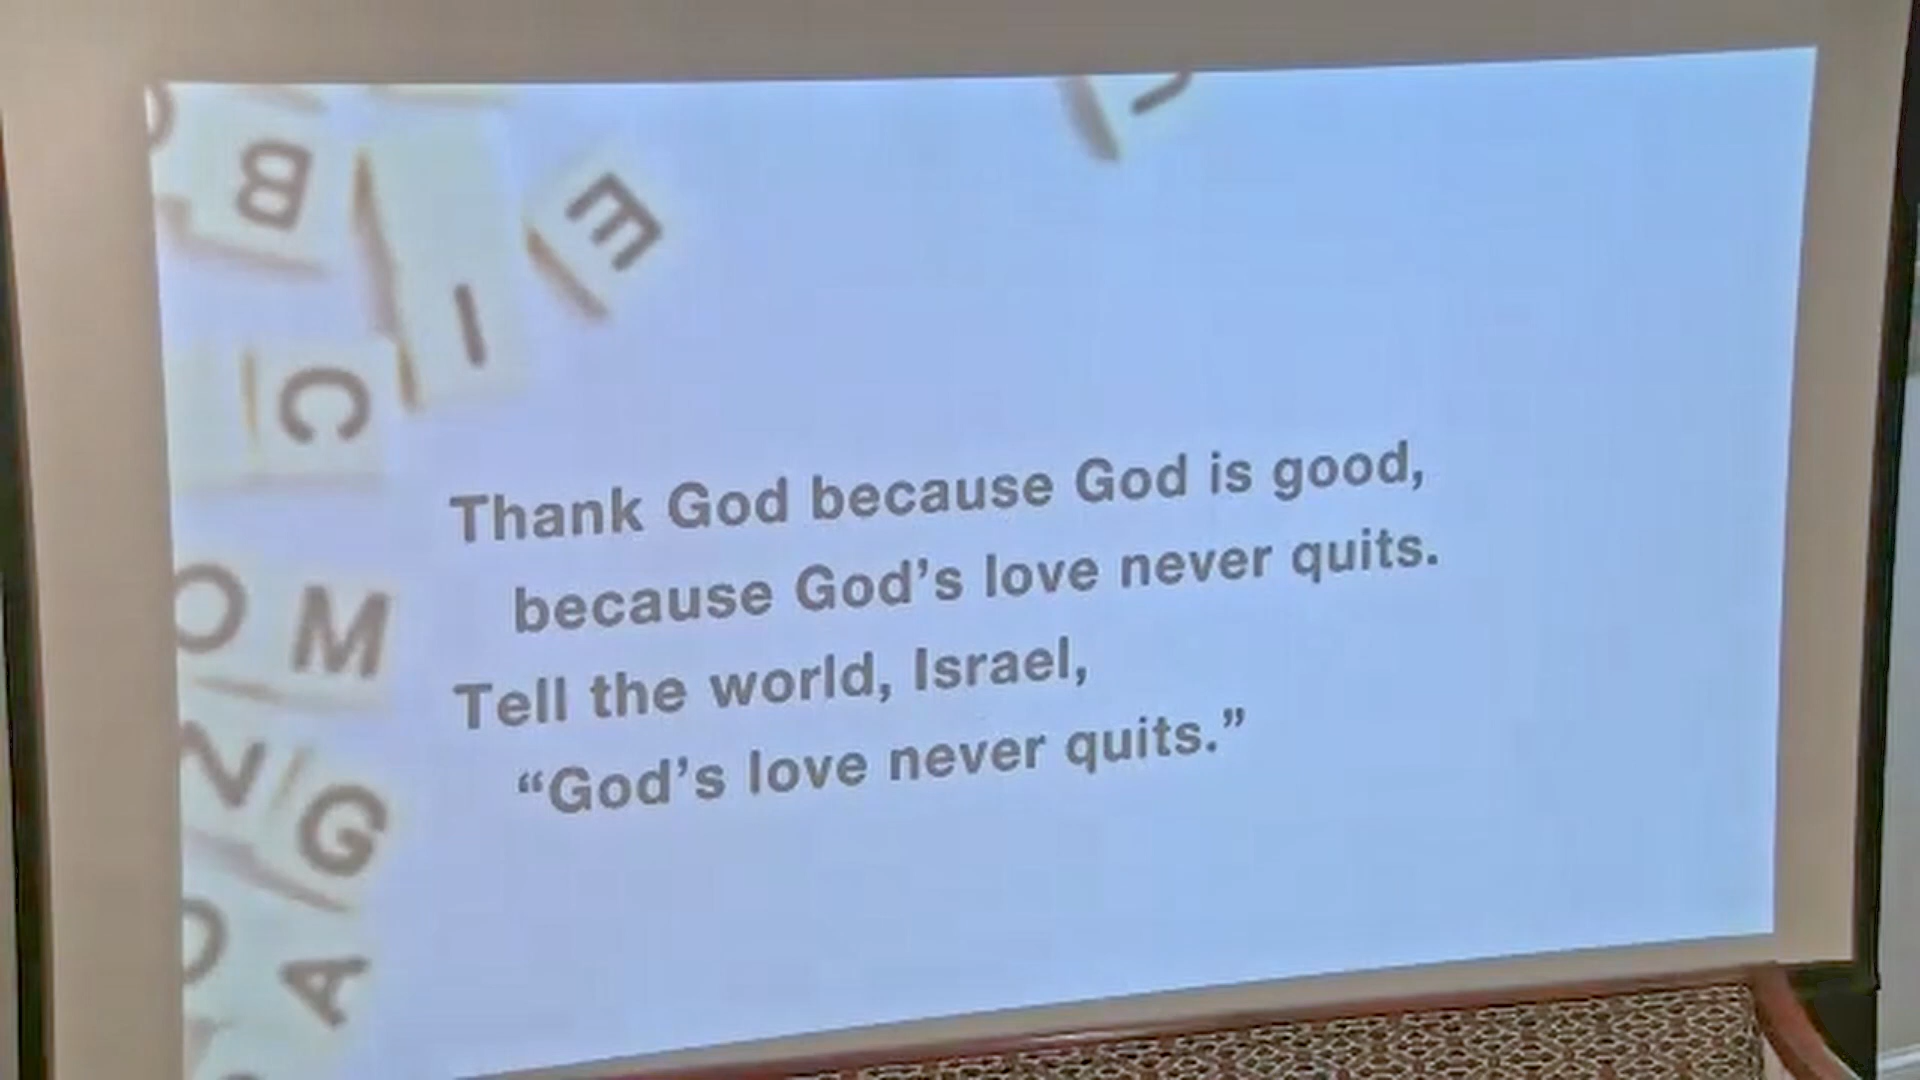 B
E
I
C
O M
N G
A
Thank God because God is good,
because God’s love never quits.
Tell the world, Israel,
“God’s love never quits.”